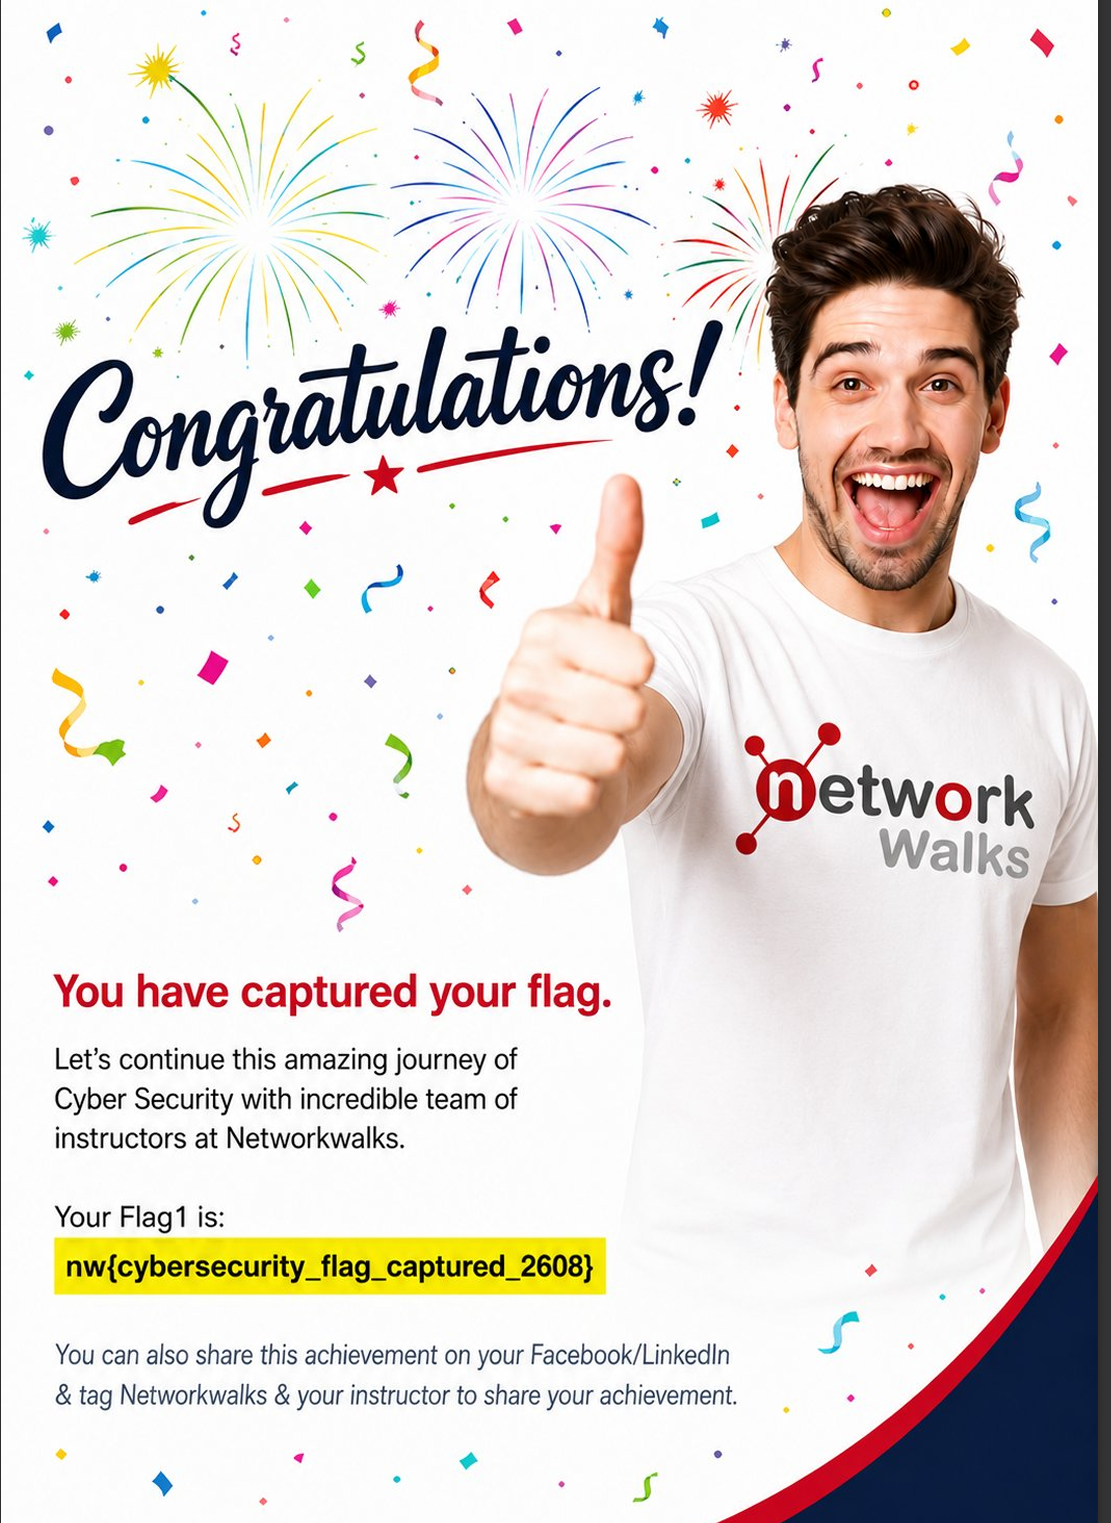 Congratulations!
network
Walks
You have captured your flag.
Let's continue this amazing journey of
Cyber Security with incredible team of
instructors at Networkwalks.
Your Flag1 is:
nw{cybersecurity_flag_captured_2608}
You can also share this achievement on your Facebook/LinkedIn
& tag Networkwalks & your instructor to share your achievement.